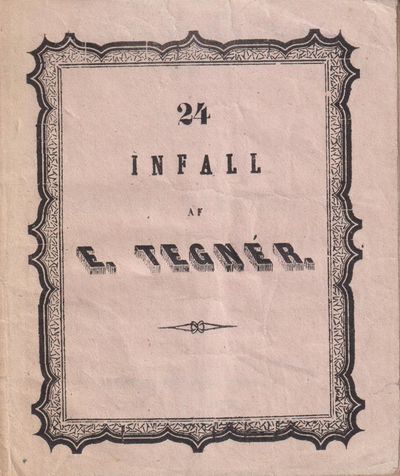 24
INFALL
AF
E. TEGNÉR.